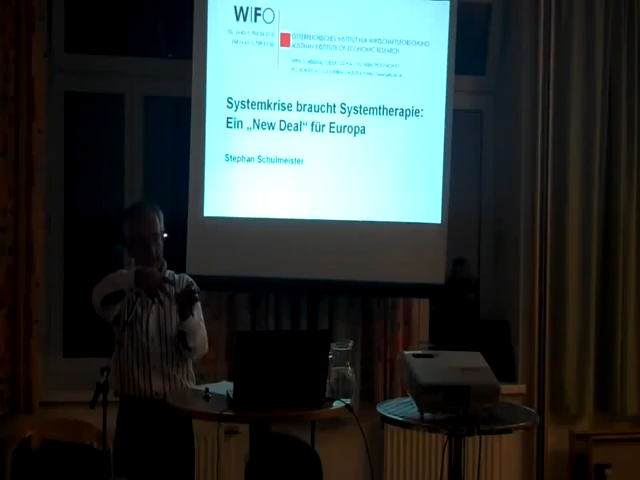 WIFO
ÖSTERREICHISCHES INSTITUT FÜR WIRTSCHAFTSFORSCHUNG
AUSTRIAN INSTITUTE OF ECONOMIC RESEARCH
Systemkrise braucht Systemtherapie:
Ein „New Deal“ für Europa
Stephan Schulmeister